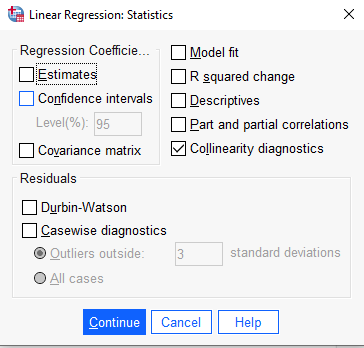 Linear Regression: Statistics
Regression Coefficie...
Estimates
Confidence intervals
Level(%): 95
Covariance matrix
Model fit
R squared change
Descriptives
Part and partial correlations
Collinearity diagnostics
Residuals
Durbin-Watson
Casewise diagnostics
Outliers outside: 3 standard deviations
All cases
Continue Cancel Help